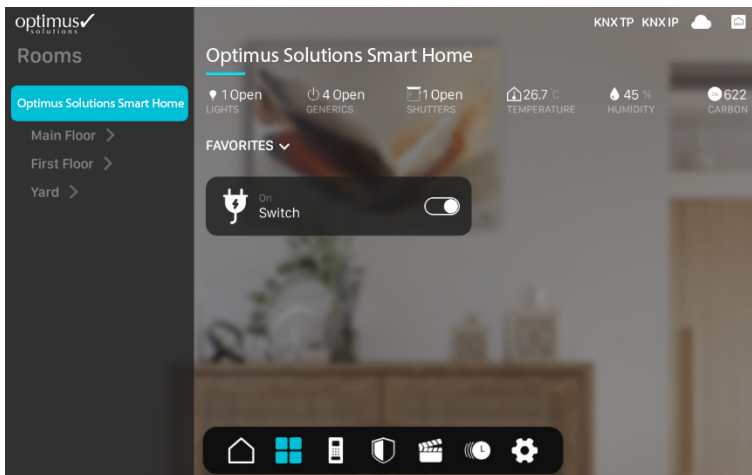 optimus
solutions
KNX TP KNX IP
Rooms
Optimus Solutions Smart Home
Main Floor
First Floor
Yard
Optimus Solutions Smart Home
1 Open
LIGHTS
4 Open
GENERICS
1 Open
SHUTTERS
26.7 C
TEMPERATURE
45 %
HUMIDITY
622
CARBON
FAVORITES
On
Switch